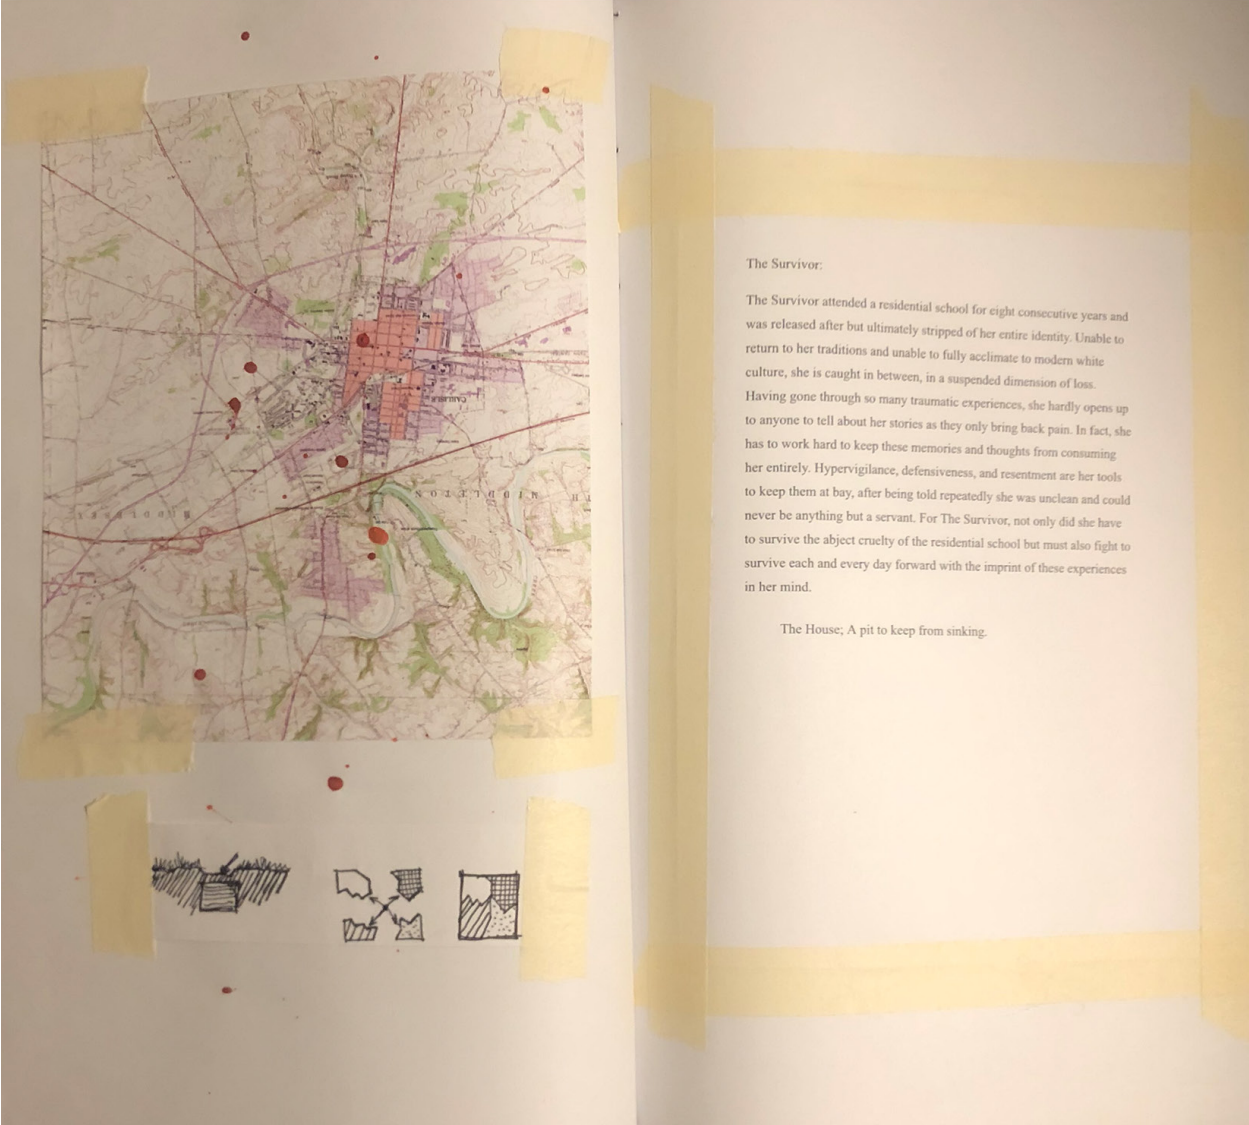 CARLISLE
MIDDLETON
The Survivor:
The Survivor attended a residential school for eight consecutive years and
was released after but ultimately stripped of her entire identity. Unable to
return to her traditions and unable to fully acclimate to modern white
culture, she is caught in between, in a suspended dimension of loss.
Having gone through so many traumatic experiences, she hardly opens up
to anyone to tell about her stories as they only bring back pain. In fact, she
has to work hard to keep these memories and thoughts from consuming
her entirely. Hypervigilance, defensiveness, and resentment are her tools
to keep them at bay, after being told repeatedly she was unclean and could
never be anything but a servant. For The Survivor, not only did she have
to survive the abject cruelty of the residential school but must also fight to
survive each and every day forward with the imprint of these experiences
in her mind.
The House; A pit to keep from sinking.